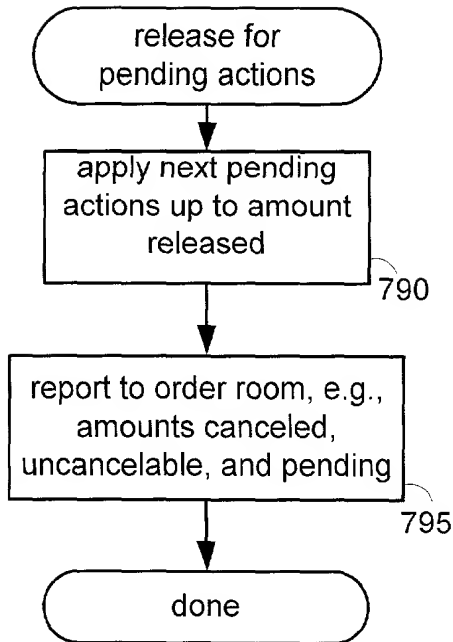 release for
pending actions
apply next pending
actions up to amount
released
790
report to order room, e.g.,
amounts canceled,
uncancelable, and pending
795
done